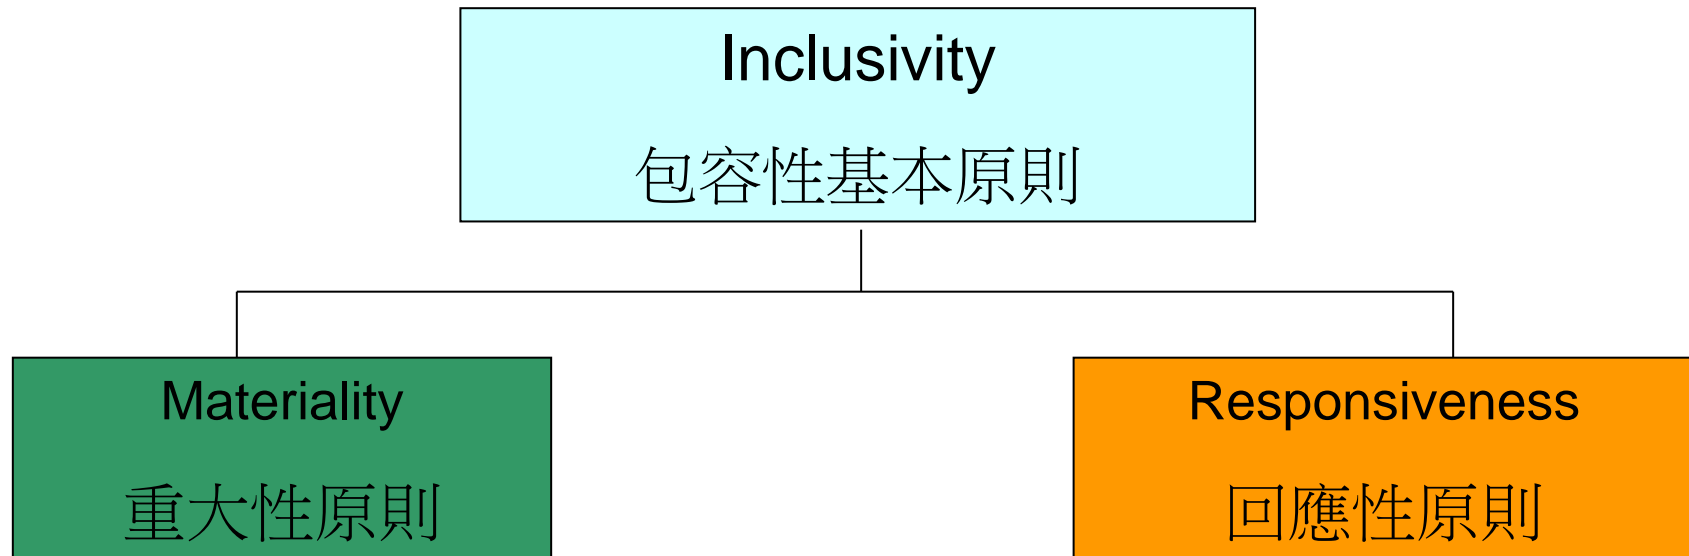 Inclusivity
包容性基本原則
Materiality
重大性原則
Responsiveness
回應性原則